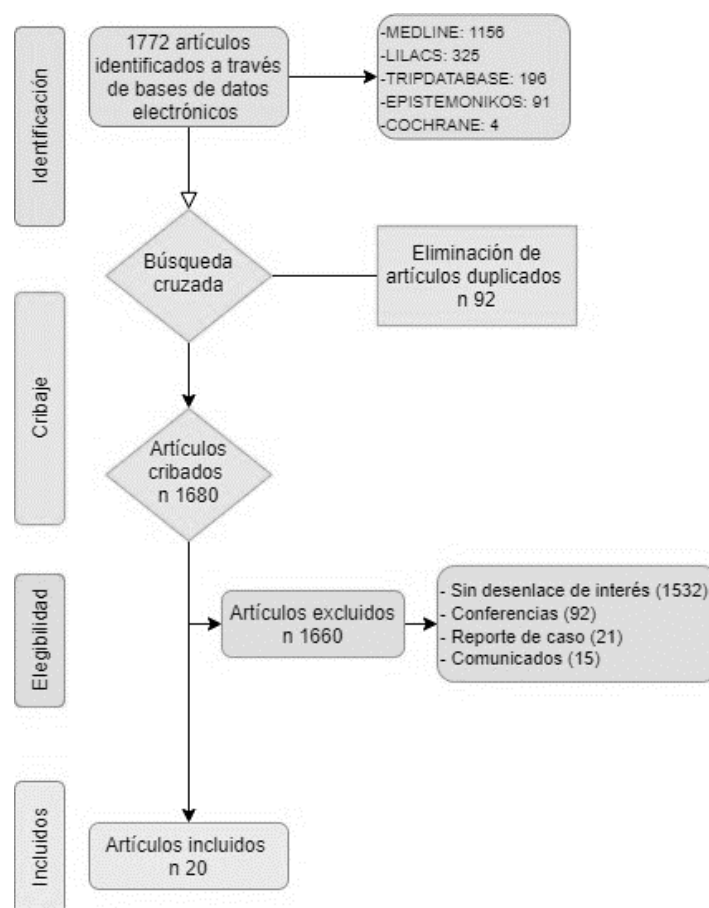 Identificación
1772 artículos
identificados a través
de bases de datos
electrónicos
-MEDLINE: 1156
-LILACS: 325
-TRIPDATABASE: 196
-EPISTEMONIKOS: 91
-COCHRANE: 4
Búsqueda
cruzada
Eliminación de
artículos duplicados
n 92
Cribaje
Artículos
cribados
n 1680
Elegibilidad
Artículos excluidos
n 1660
- Sin desenlace de interés (1532)
- Conferencias (92)
- Reporte de caso (21)
- Comunicados (15)
Incluidos
Artículos incluidos
n 20